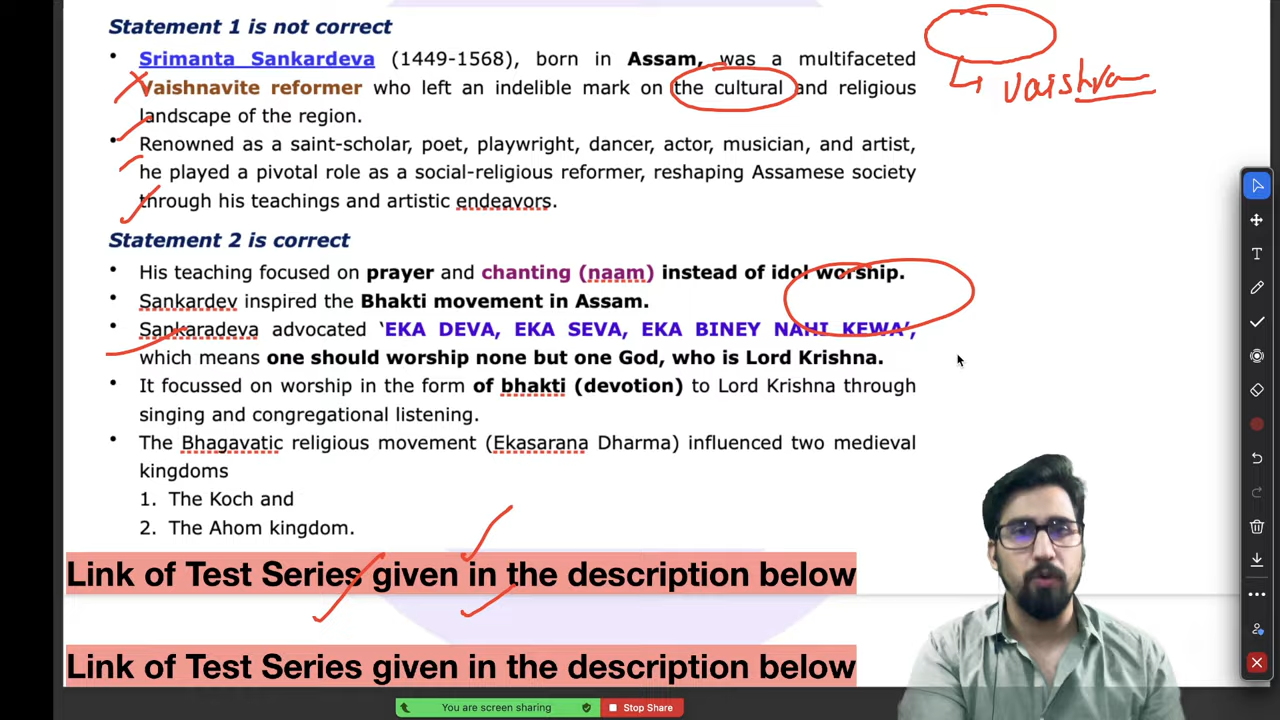 Statement 1 is not correct
• Srimanta Sankardeva (1449-1568), born in Assam, was a multifaceted
Vaishnavite reformer who left an indelible mark on the cultural and religious
landscape of the region.
• Renowned as a saint-scholar, poet, playwright, dancer, actor, musician, and artist,
he played a pivotal role as a social-religious reformer, reshaping Assamese society
through his teachings and artistic endeavors.
Vaishnva
Statement 2 is correct
• His teaching focused on prayer and chanting (naam) instead of idol worship.
• Sankardev inspired the Bhakti movement in Assam.
• Sankaradeva advocated ‘EKA DEVA, EKA SEVA, EKA BINEY NAHI KEWA’,
which means one should worship none but one God, who is Lord Krishna.
• It focussed on worship in the form of bhakti (devotion) to Lord Krishna through
singing and congregational listening.
• The Bhagavatic religious movement (Ekasarana Dharma) influenced two medieval
kingdoms
1. The Koch and
2. The Ahom kingdom.
Link of Test Series given in the description below
Link of Test Series given in the description below
You are screen sharing
Stop Share
T